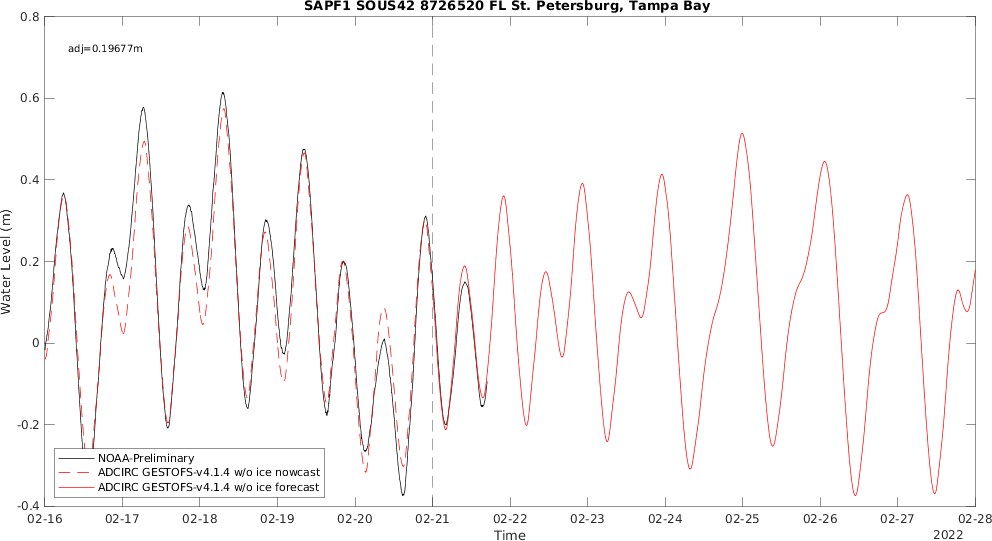 SAPF1 SOUS42 8726520 FL St. Petersburg, Tampa Bay
adj=0.19677m
0.8
0.6
0.4
0.2
0
-0.2
-0.4
Water Level (m)
NOAA-Preliminary
ADCIRC GESTOFS-v4.1.4 w/o ice nowcast
ADCIRC GESTOFS-v4.1.4 w/o ice forecast
02-16 02-17 02-18 02-19 02-20 02-21 02-22 02-23 02-24 02-25 02-26 02-27 02-28
Time
2022